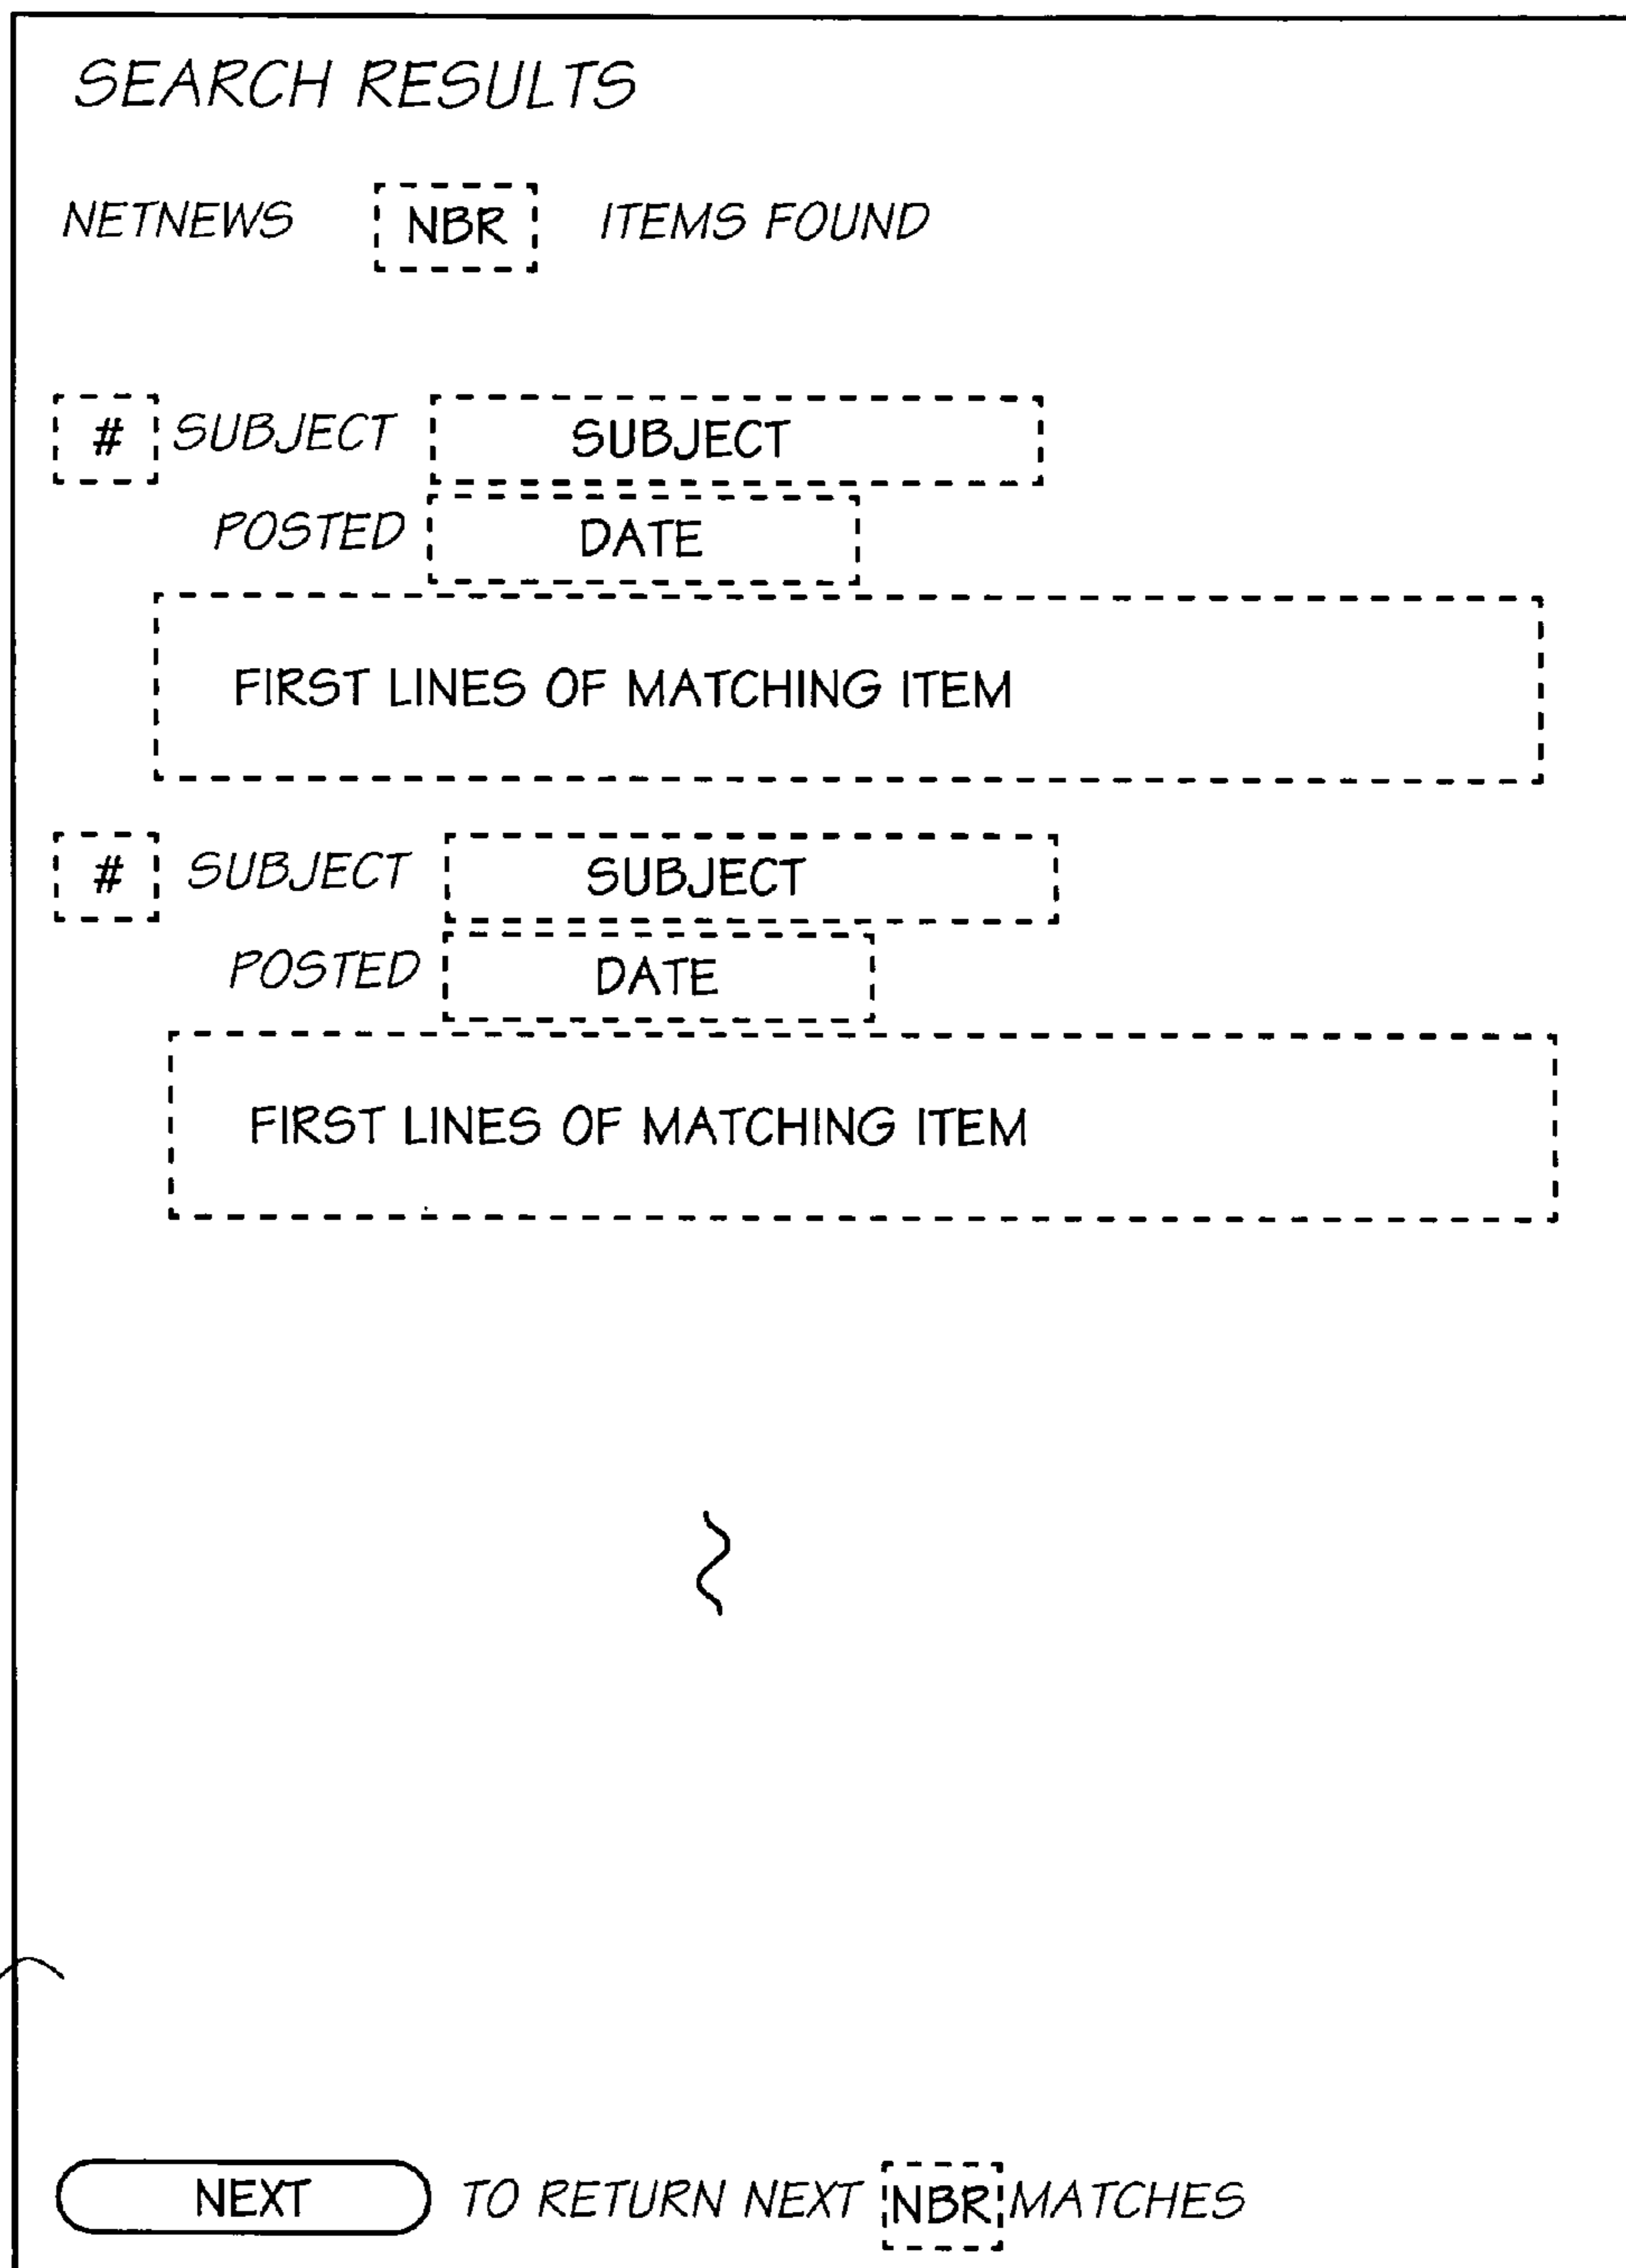 SEARCH RESULTS
NETNEWS NBR ITEMS FOUND
# SUBJECT SUBJECT
POSTED DATE
FIRST LINES OF MATCHING ITEM
# SUBJECT SUBJECT
POSTED DATE
FIRST LINES OF MATCHING ITEM
NEXT TO RETURN NEXT NBR MATCHES